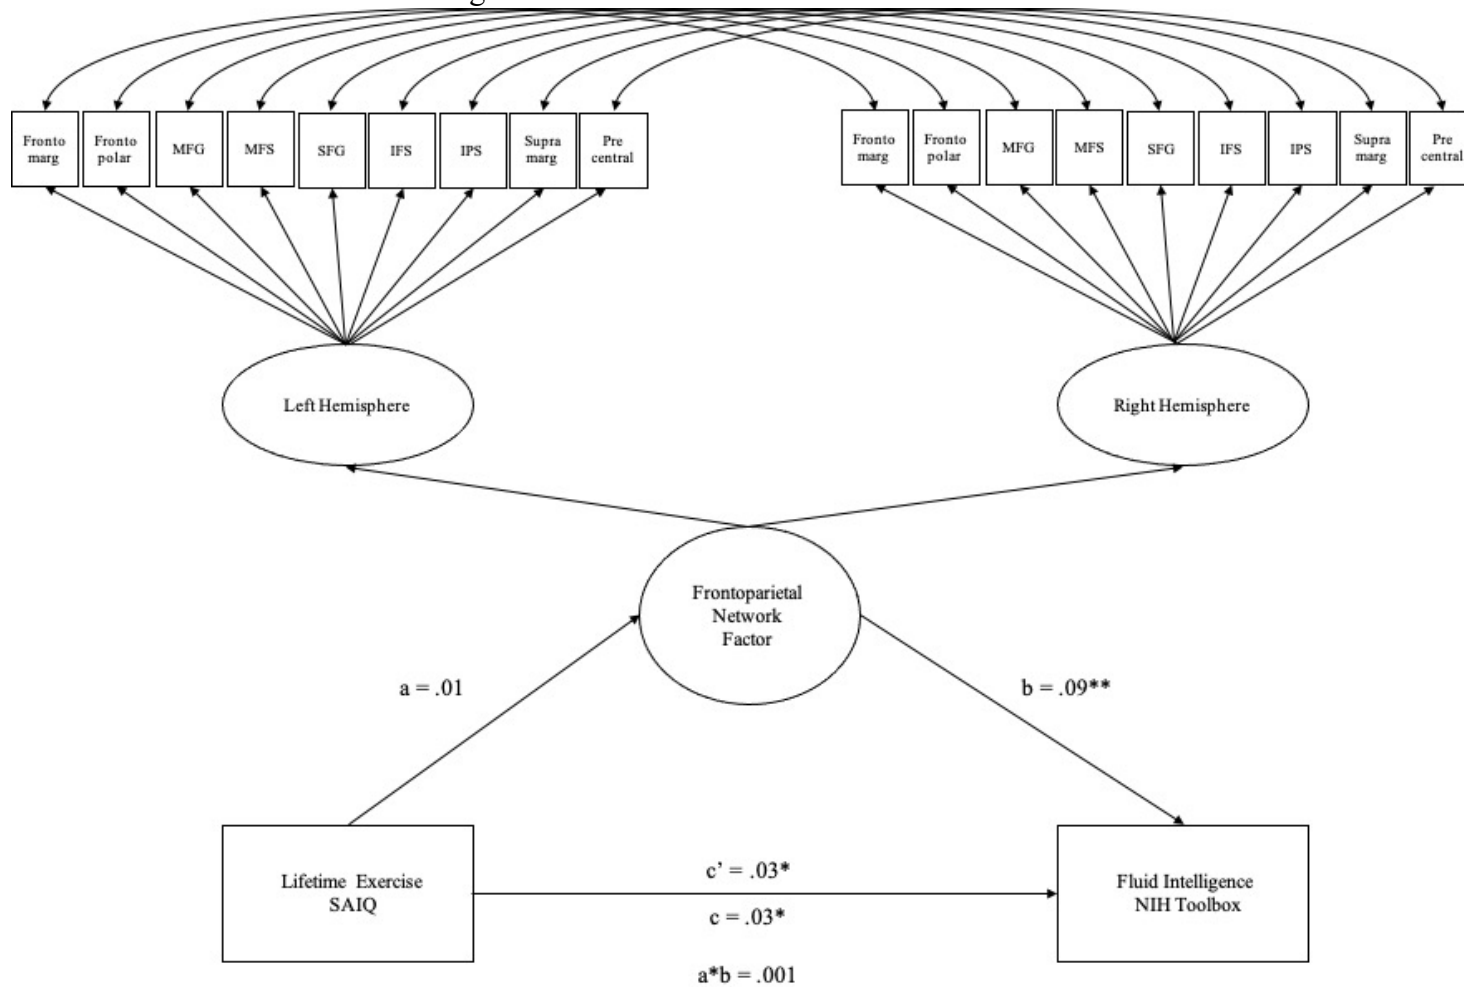 Fronto
marg
Fronto
polar
MFG
MFS
SFG
IFS
IPS
Supra
marg
Pre
central
Fronto
marg
Fronto
polar
MFG
MFS
SFG
IFS
IPS
Supra
marg
Pre
central
Left Hemisphere
Right Hemisphere
Frontoparietal
Network
Factor
a = .01
b = .09**
Lifetime Exercise
SAIQ
c’ = .03*
c = .03*
a*b = .001
Fluid Intelligence
NIH Toolbox